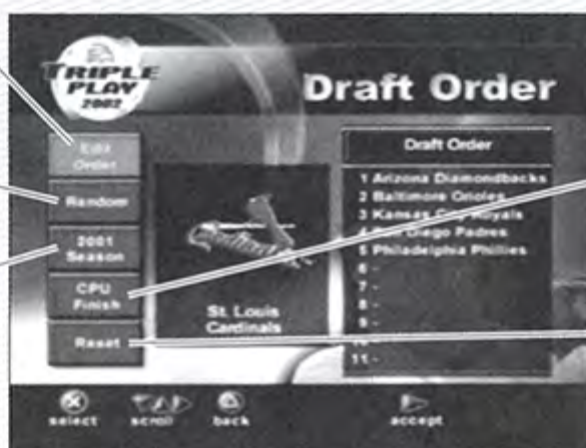 TRIPLE
PLAY
2002
Draft Order
Edit
Order
Random
2001
Season
CPU
Finish
Reset
St. Louis
Cardinals
Draft Order
1 Arizona Diamondbacks
2 Baltimore Orioles
3 Kansas City Royals
4 San Diego Padres
5 Philadelphia Phillies
6 -
7 -
8 -
9 -
10 -
11 -
select scroll back accept